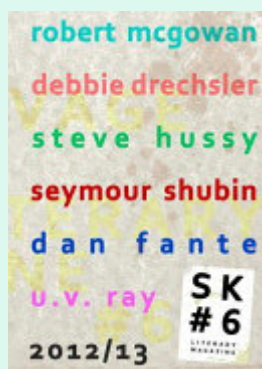 robert mcgowan
debbie drechsler
steve hussy
seymour shubin
dan fante
u.v. ray
SK
#6
LITERARY
MAGAZINE
2012/13